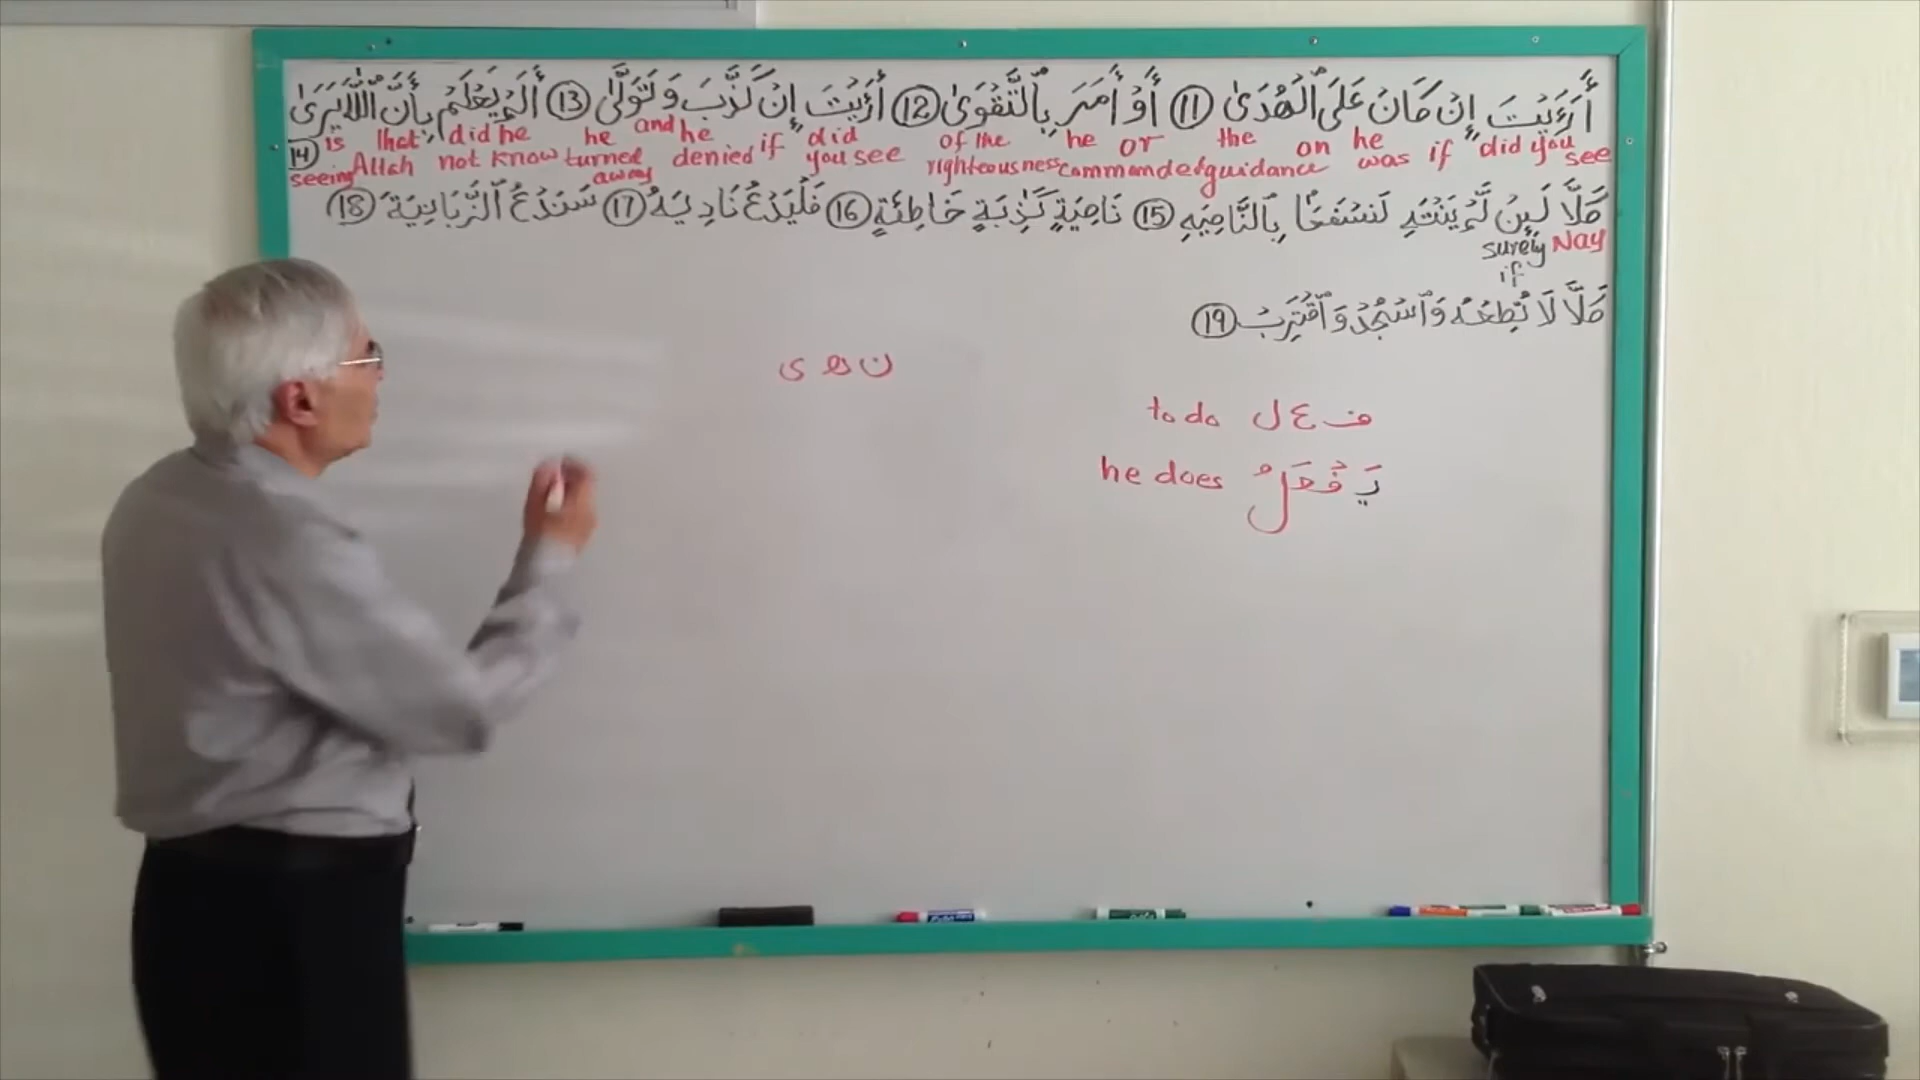 أَرَءَيْتَ إِنْ كَانَ عَلَى ٱلْهُدَىٰ ⑪ أَوْ أَمَرَ بِٱلتَّقْوَىٰ ⑫ أَرَءَيْتَ إِنْ كَذَّبَ وَتَوَلَّىٰ ⑬ أَلَمْ يَعْلَمْ بِأَنَّ ٱللَّهَ يَرَىٰ
is that did he he and he if "did of the he or the on he if "did you
⑭ seeing Allah not know turned away denied you see righteousness commanded guidance was see
كَلَّا لَئِنْ لَّمْ يَنْتَهِ لَنَسْفَعًا بِٱلنَّاصِيَةِ ⑮ نَاصِيَةٍ كَٰذِبَةٍ خَاطِئَةٍ ⑯ فَلْيَدْعُ نَادِيَهُ ⑰ سَنَدْعُ ٱلزَّبَانِيَةَ ⑱
surely Nay
if
كَلَّا لَا تُطِعْهُ وَٱسْجُدْ وَٱقْتَرِبْ ⑲
ن ه ى
to do ف ع ل
he does يَفْعَلُ